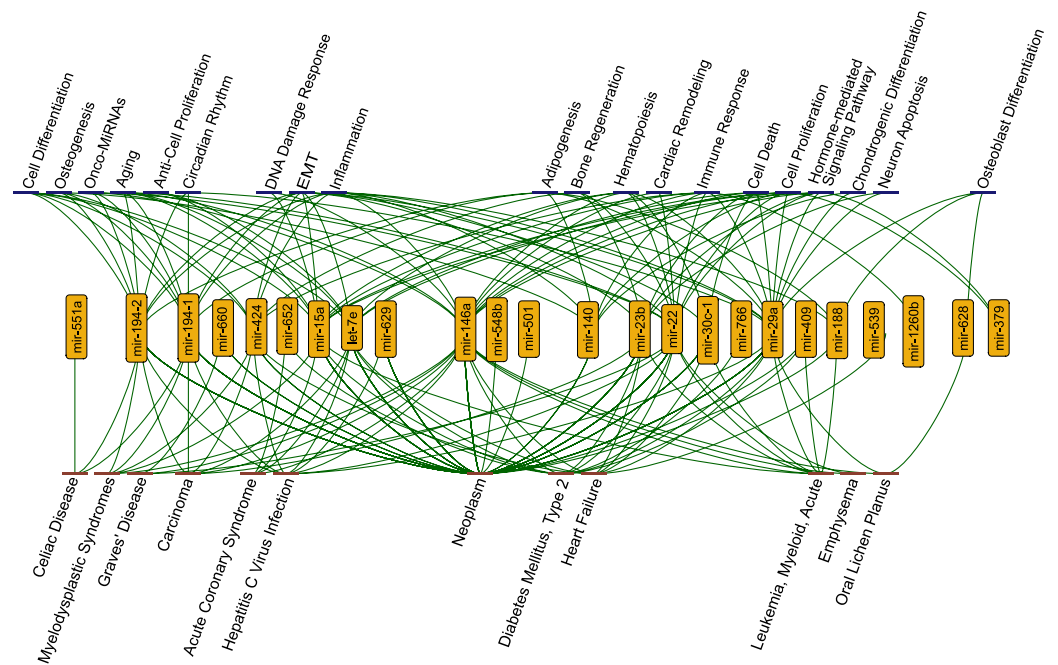 Cell Differentiation
Osteogenesis
Onco-MiRNAs
Aging
Anti-Cell Proliferation
Circadian Rhythm
DNA Damage Response
EMT
Inflammation
Adipogenesis
Bone Regeneration
Hematopoiesis
Cardiac Remodeling
Immune Response
Cell Death
Cell Proliferation
Hormone-mediated
Signaling Pathway
Chondrogenic Differentiation
Neuron Apoptosis
Osteoblast Differentiation
mir-551a
mir-194-2
mir-194-1
mir-660
mir-424
mir-652
mir-15a
let-7e
mir-629
mir-146a
mir-548b
mir-501
mir-140
mir-23b
mir-22
mir-30c-1
mir-766
mir-29a
mir-409
mir-188
mir-539
mir-1260b
mir-628
mir-379
Celiac Disease
Myelodysplastic Syndromes
Graves' Disease
Carcinoma
Acute Coronary Syndrome
Hepatitis C Virus Infection
Neoplasm
Diabetes Mellitus, Type 2
Heart Failure
Leukemia, Myeloid, Acute
Emphysema
Oral Lichen Planus